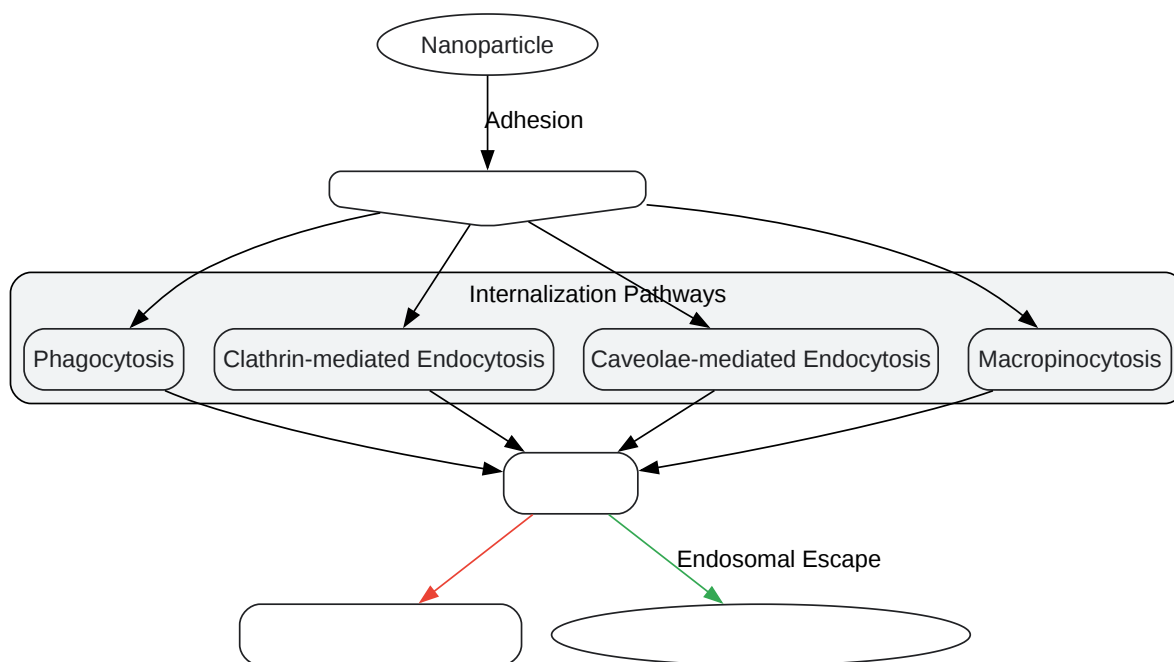 Nanoparticle
Adhesion
Internalization Pathways
Phagocytosis
Clathrin-mediated Endocytosis
Caveolae-mediated Endocytosis
Macropinocytosis
Endosomal Escape